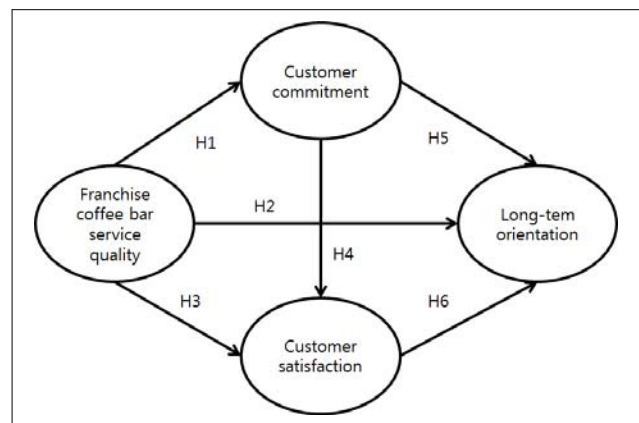 Customer
commitment
H1
H5
Franchise
coffee bar
service
quality
H2
Long-tem
orientation
H4
H3
H6
Customer
satisfaction